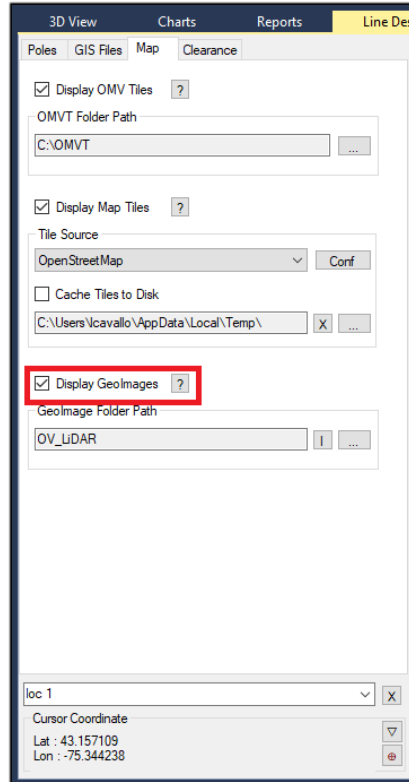 3D View Charts Reports Line Des
Poles GIS Files Map Clearance
Display OMV Tiles ?
OMVT Folder Path
C:\OMVT ...
Display Map Tiles ?
Tile Source
OpenStreetMap Conf
Cache Tiles to Disk
C:\Users\lcavallo\AppData\Local\Temp\ X ...
Display GeoImages ?
GeoImage Folder Path
OV_LiDAR I ...
loc 1 X
Cursor Coordinate
Lat : 43.157109
Lon : -75.344238